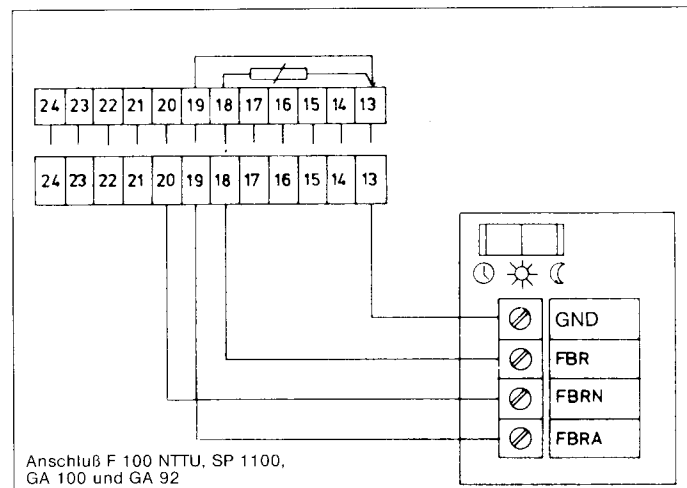 24 23 22 21 20 19 18 17 16 15 14 13
24 23 22 21 20 19 18 17 16 15 14 13
GND
FBR
FBRN
FBRA
Anschluß F 100 NTTU, SP 1100,
GA 100 und GA 92